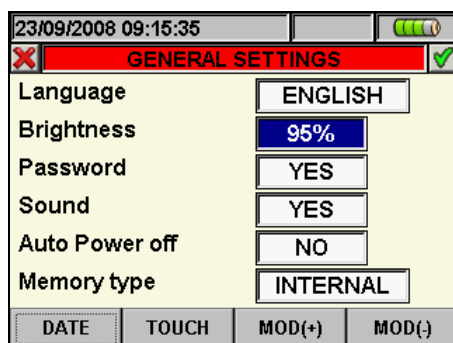 23/09/2008 09:15:35
GENERAL SETTINGS
Language ENGLISH
Brightness 95%
Password YES
Sound YES
Auto Power off NO
Memory type INTERNAL
DATE TOUCH MOD(+) MOD(-)